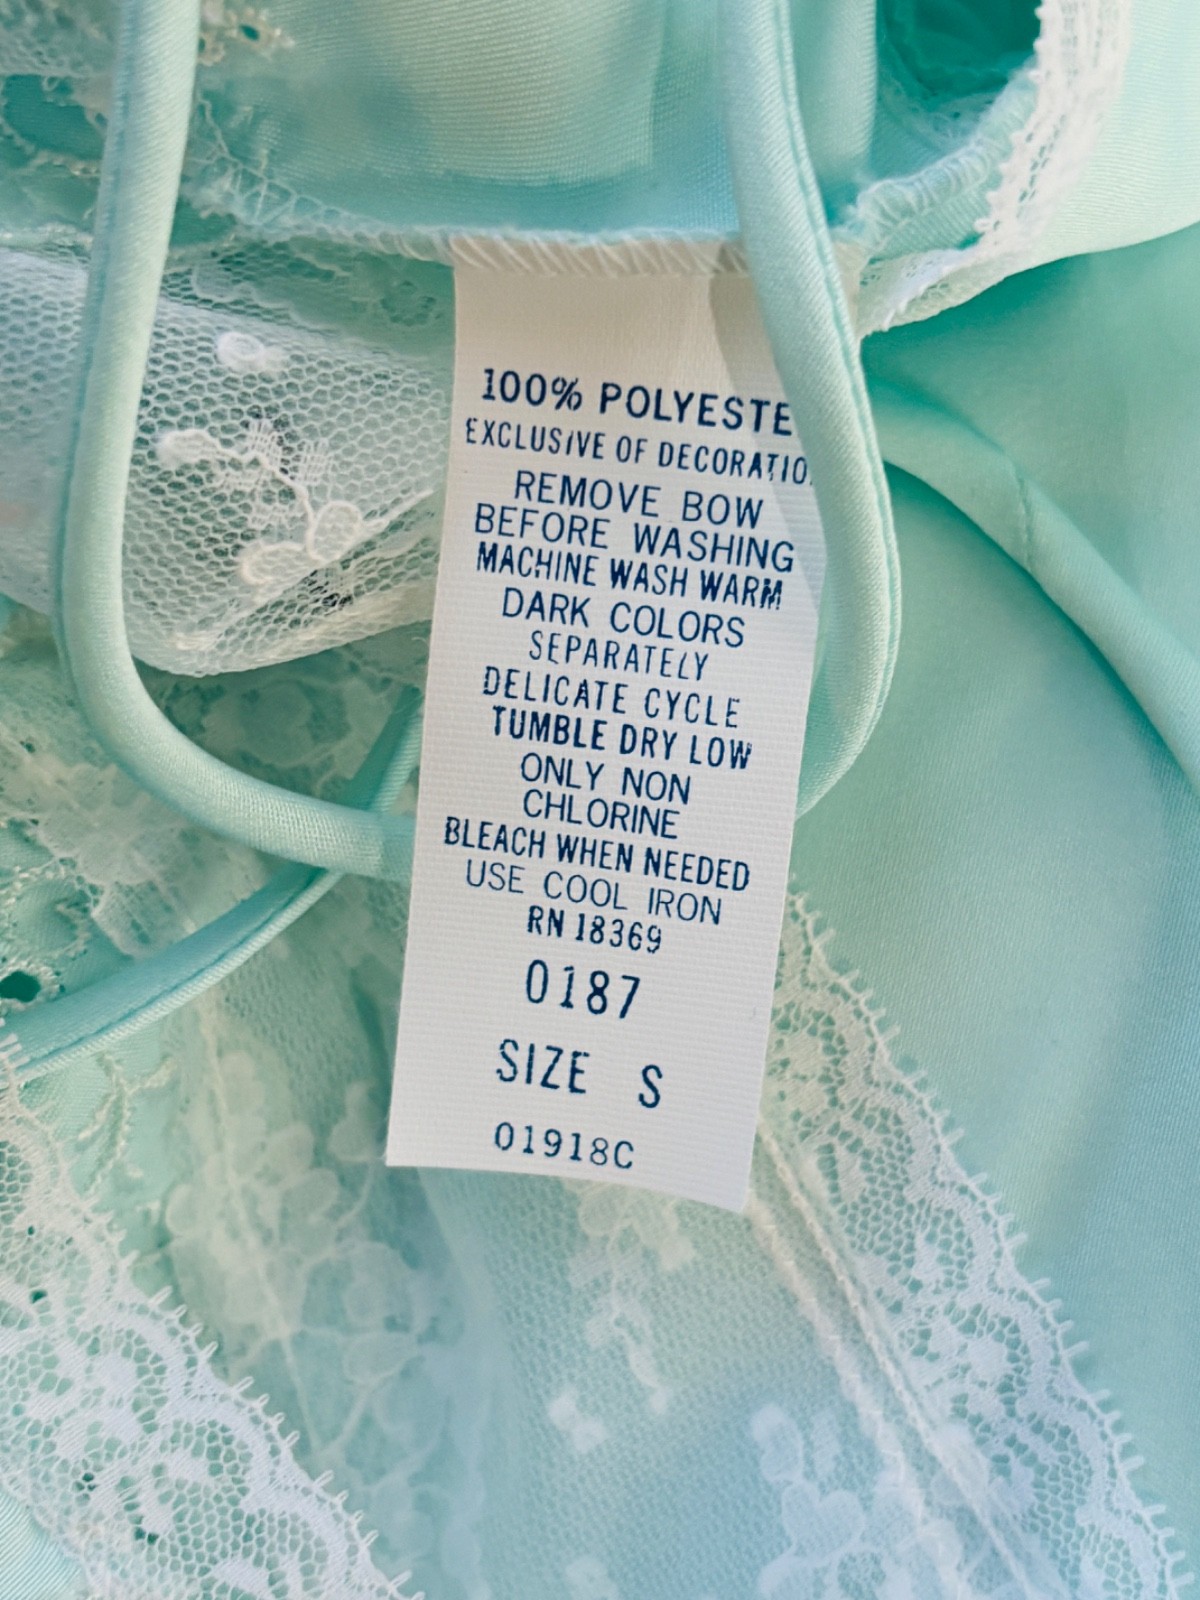 100% POLYESTE
EXCLUSIVE OF DECORATIO
REMOVE BOW
BEFORE WASHING
MACHINE WASH WARM
DARK COLORS
SEPARATELY
DELICATE CYCLE
TUMBLE DRY LOW
ONLY NON
CHLORINE
BLEACH WHEN NEEDED
USE COOL IRON
RN 18369
0187
SIZE S
01918C